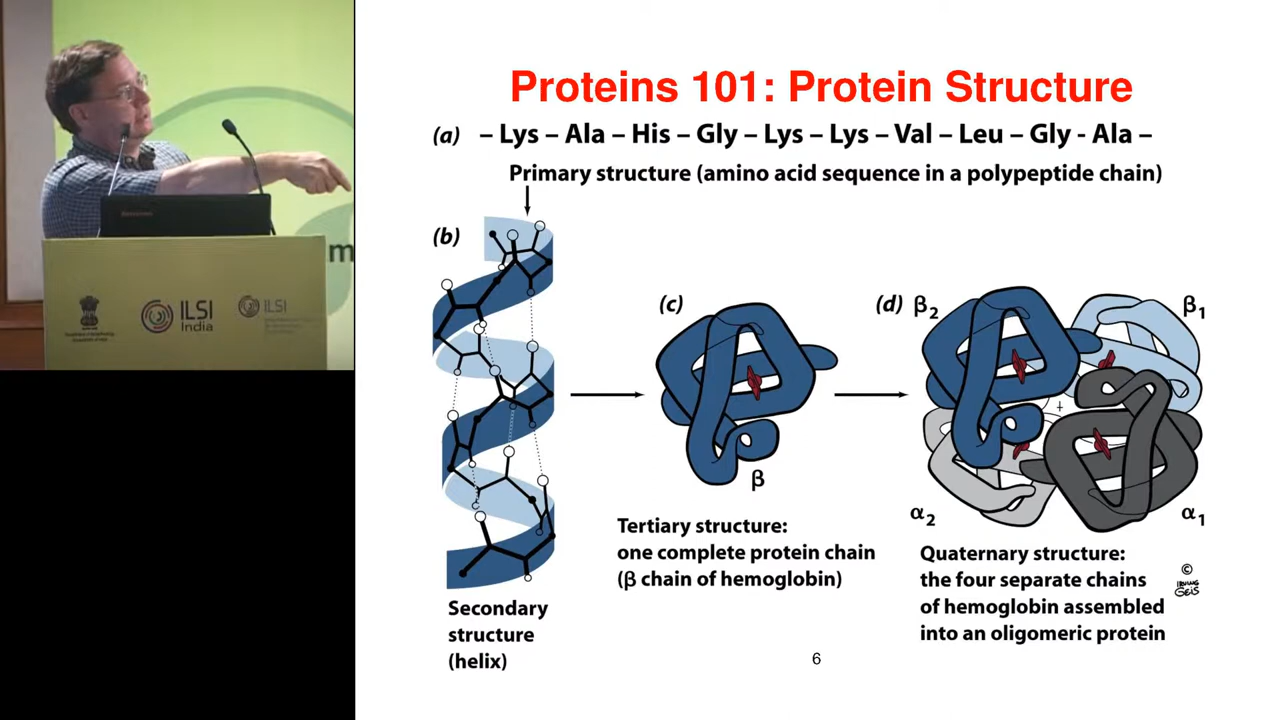 Proteins 101: Protein Structure
(a) – Lys – Ala – His – Gly – Lys – Lys – Val – Leu – Gly - Ala –
Primary structure (amino acid sequence in a polypeptide chain)
(b)
(c)
(d)
β2
β1
β
α2
α1
Tertiary structure:
one complete protein chain
(β chain of hemoglobin)
Quaternary structure:
the four separate chains
of hemoglobin assembled
into an oligomeric protein
©
IRVING
GEIS
Secondary
structure
(helix)
6
m
ILSI
India
ILSI